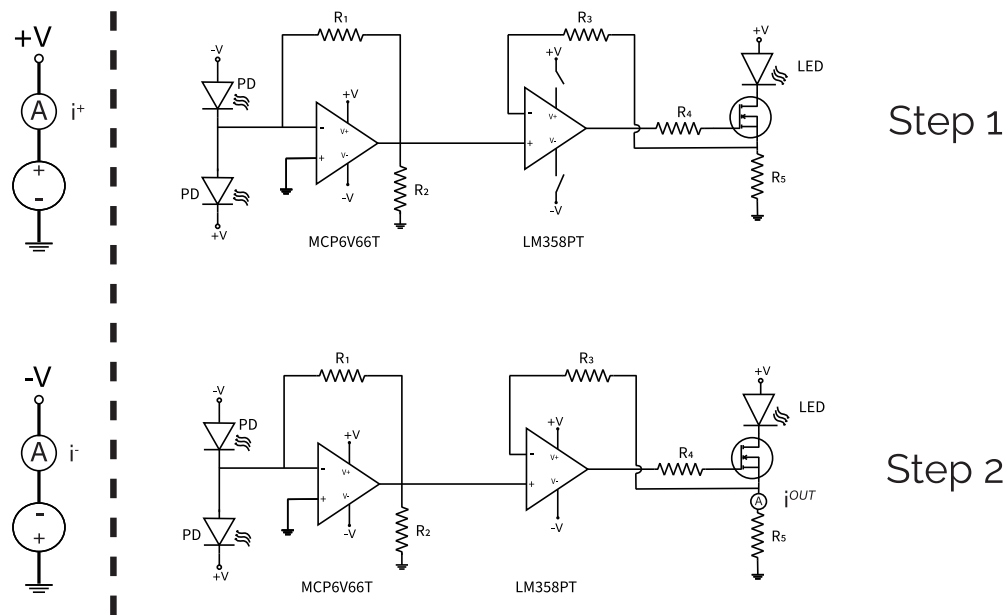 +V
A i⁺
+
-
R₁
-V
PD
+V
-
V+
+
V-
-V
PD
+V
R₂
MCP6V66T
R₃
+V
-
V+
+
V-
-V
LM358PT
R₄
+V
LED
R₅
Step 1
-V
A i⁻
-
+
R₁
-V
PD
+V
-
V+
+
V-
-V
PD
+V
R₂
MCP6V66T
R₃
+V
-
V+
+
V-
-V
LM358PT
R₄
+V
LED
A i^OUT
R₅
Step 2